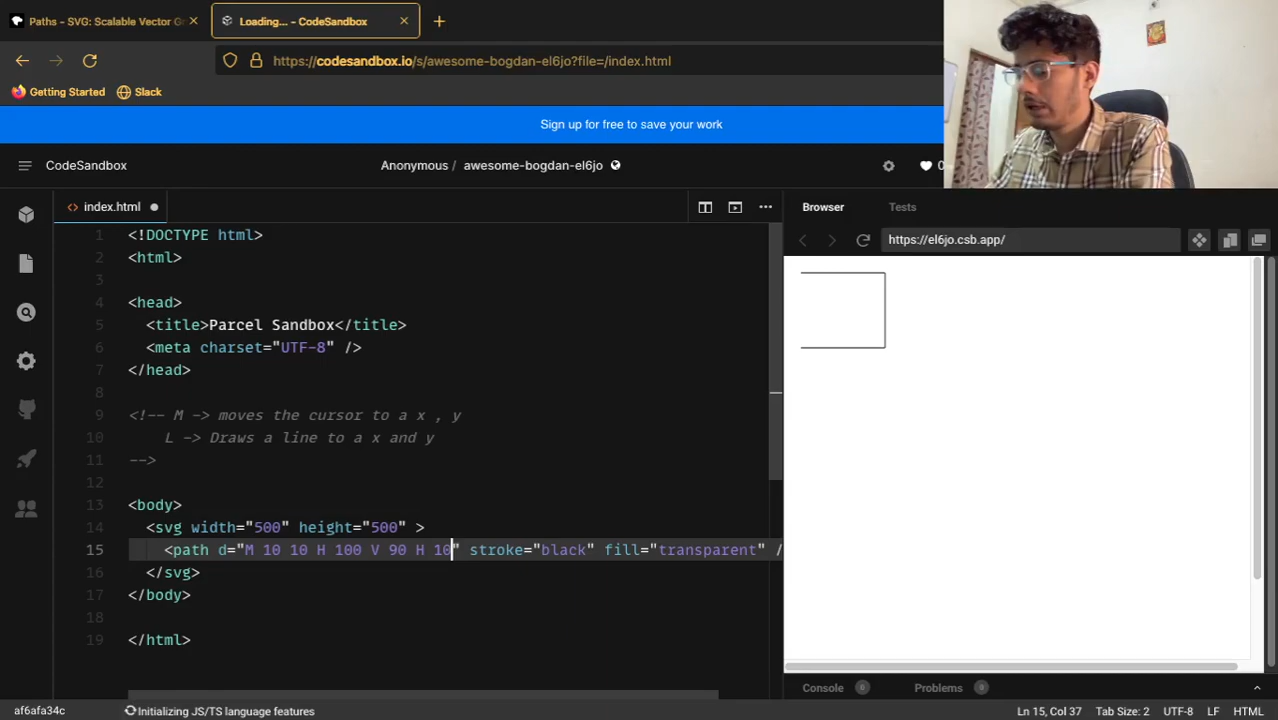 Paths - SVG: Scalable Vector Gr
Loading... - CodeSandbox
https://codesandbox.io/s/awesome-bogdan-el6jo?file=/index.html
Getting Started
Slack
Sign up for free to save your work
CodeSandbox
Anonymous / awesome-bogdan-el6jo
0
index.html
Browser
Tests
https://el6jo.csb.app/
1 <!DOCTYPE html>
2 <html>
3
4 <head>
5 <title>Parcel Sandbox</title>
6 <meta charset="UTF-8" />
7 </head>
8
9 <!-- M -> moves the cursor to a x , y
10 L -> Draws a line to a x and y
11 -->
12
13 <body>
14 <svg width="500" height="500" >
15 <path d="M 10 10 H 100 V 90 H 10" stroke="black" fill="transparent" /
16 </svg>
17 </body>
18
19 </html>
Console 0
Problems 0
af6afa34c
Initializing JS/TS language features
Ln 15, Col 37
Tab Size: 2
UTF-8
LF
HTML